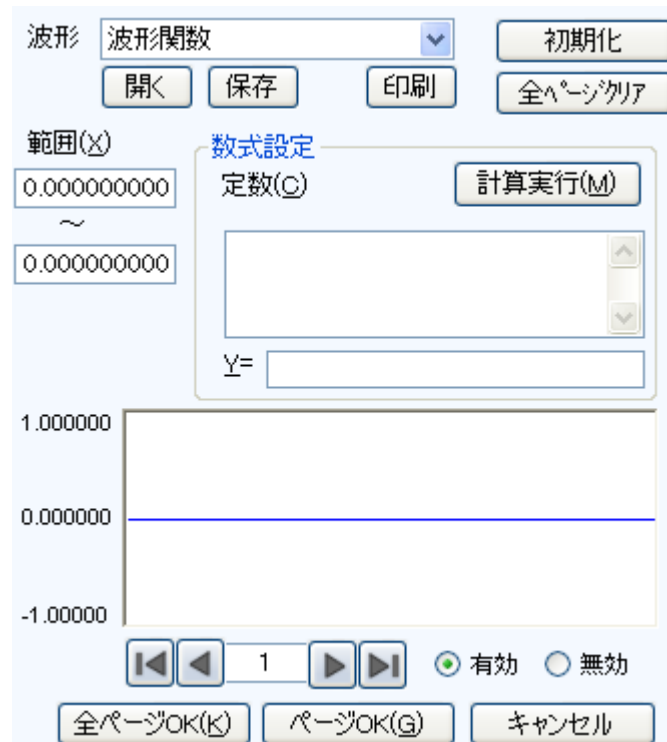 波形 波形関数 初期化
開く 保存 印刷 全ﾍﾟｰｼﾞｸﾘｱ
範囲(X) 数式設定
0.000000000 定数(C) 計算実行(M)
～
0.000000000
Y=
1.000000
0.000000
-1.00000
1 有効 無効
全ページOK(K) ページOK(G) キャンセル